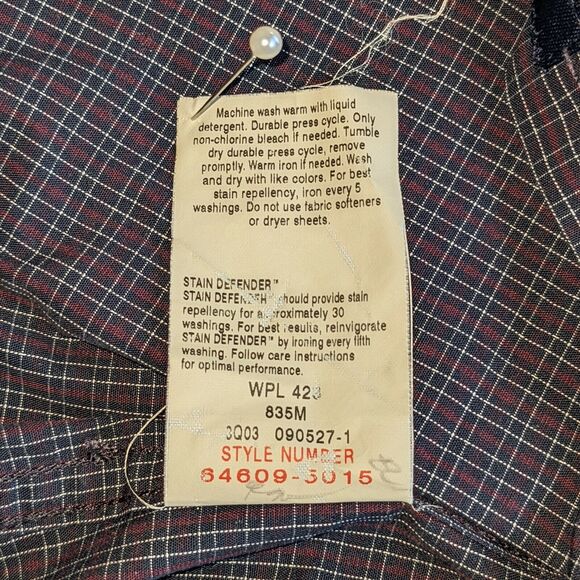 Machine wash warm with liquid
detergent. Durable press cycle. Only
non-chlorine bleach if needed. Tumble
dry durable press cycle, remove
promptly. Warm iron if needed. Wash
and dry with like colors. For best
stain repellency, iron every 5
washings. Do not use fabric softeners
or dryer sheets.
STAIN DEFENDER™
STAIN DEFENDER™ should provide stain
repellency for approximately 30
washings. For best results, reinvigorate
STAIN DEFENDER™ by ironing every fifth
washing. Follow care instructions
for optimal performance.
WPL 423
835M
3Q03 090527-1
STYLE NUMBER
64609-5015